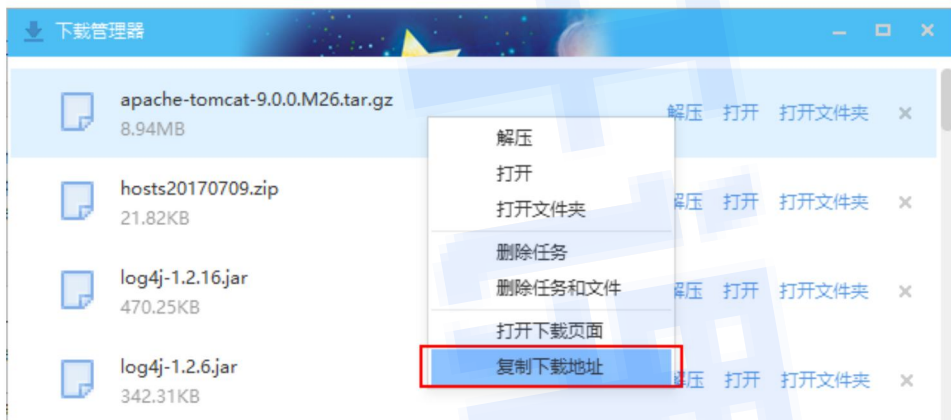 下载管理器
apache-tomcat-9.0.0.M26.tar.gz
8.94MB
解压 打开 打开文件夹
hosts20170709.zip
21.82KB
解压 打开 打开文件夹
log4j-1.2.16.jar
470.25KB
解压 打开 打开文件夹
log4j-1.2.6.jar
342.31KB
解压 打开 打开文件夹
解压
打开
打开文件夹
删除任务
删除任务和文件
打开下载页面
复制下载地址